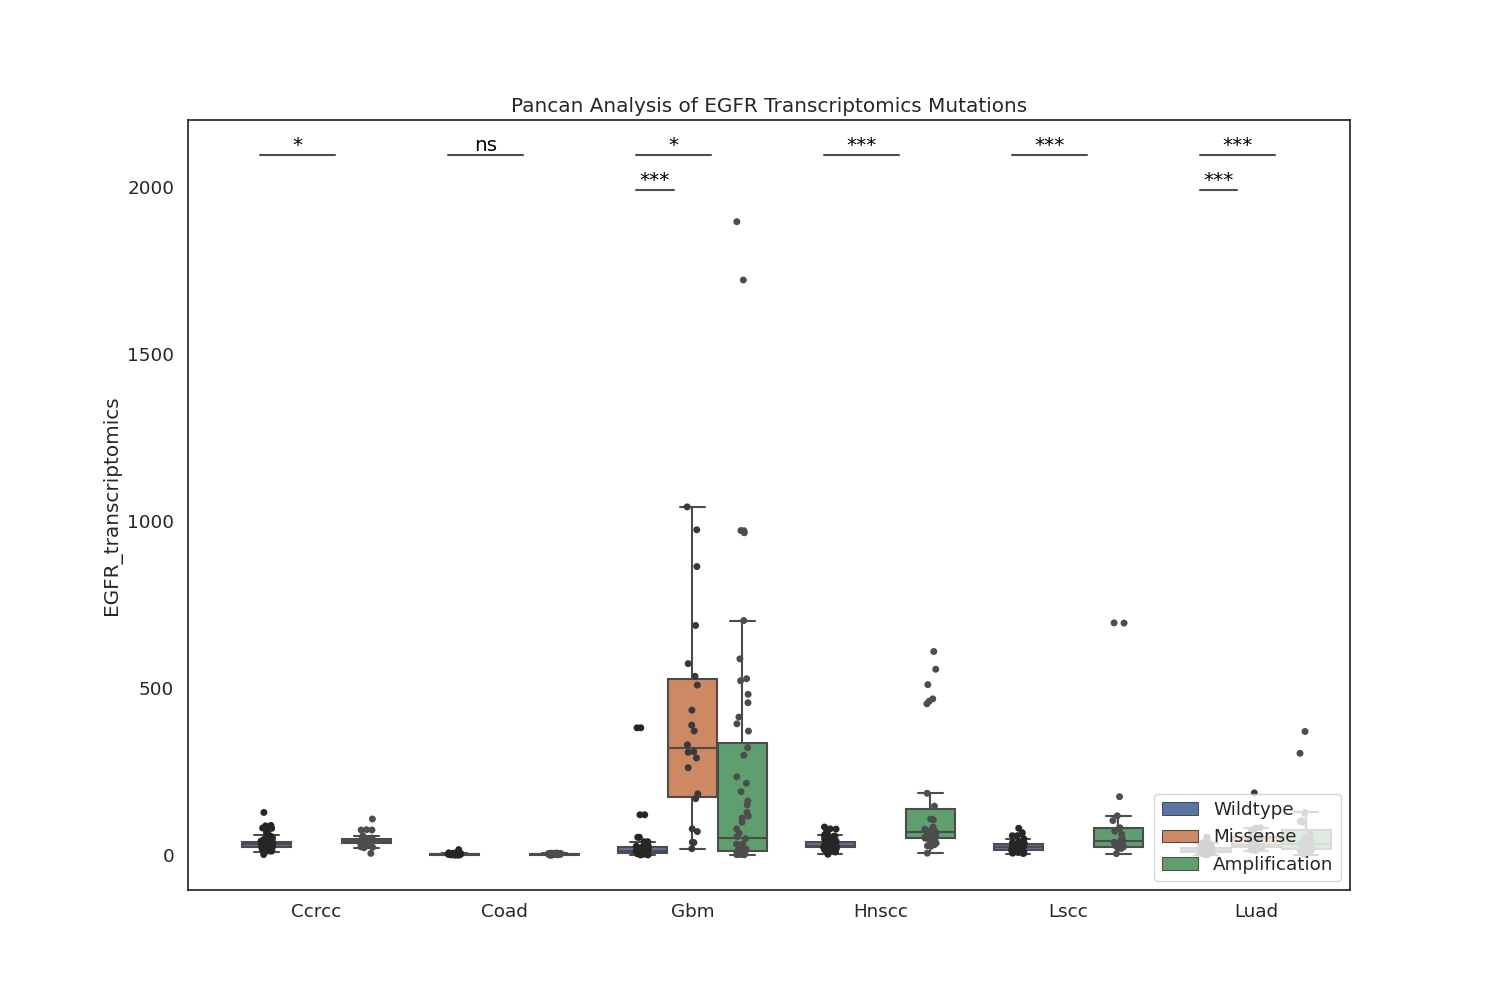 Pancan Analysis of EGFR Transcriptomics Mutations
* ns * *** *** ***
*** ***
2000
1500
1000
500
0
EGFR_transcriptomics
Wildtype
Missense
Amplification
Ccrcc Coad Gbm Hnscc Lscc Luad